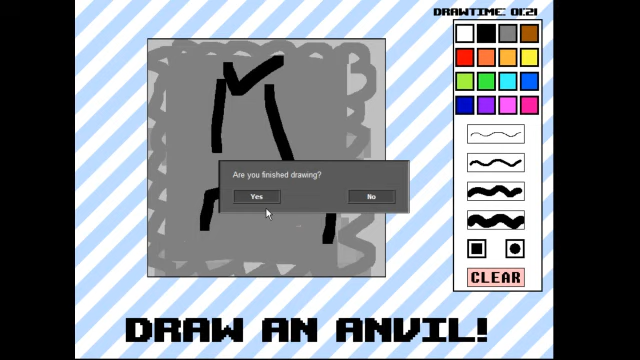 DRAWTIME 01:21
Are you finished drawing?
Yes No
CLEAR
DRAW AN ANVIL!